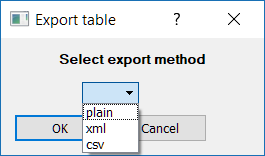 Export table ?
Select export method
plain
xml
csv
OK
Cancel